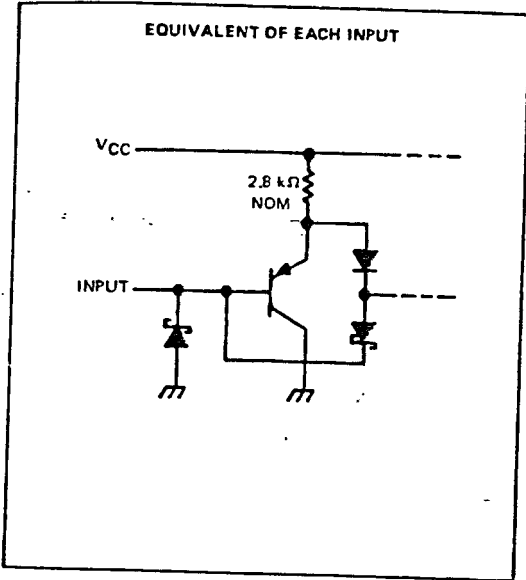 EQUIVALENT OF EACH INPUT
VCC
2.8 kΩ
NOM
INPUT